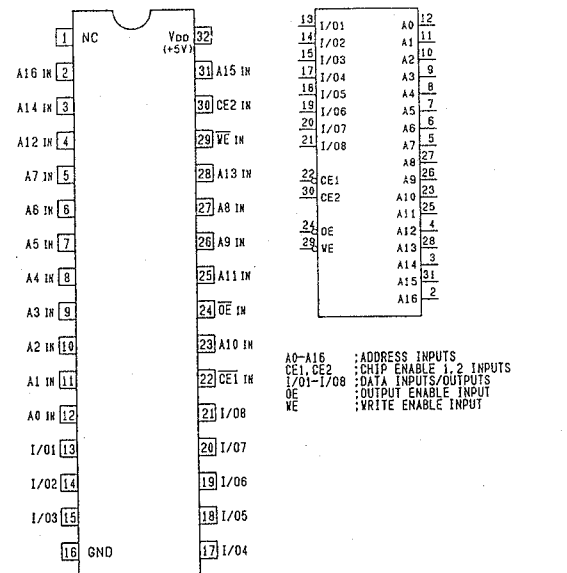 1 NC
VDD 32
(+5V)
A16 IN 2
31 A15 IN
A14 IN 3
30 CE2 IN
A12 IN 4
29 WE IN
A7 IN 5
28 A13 IN
A6 IN 6
27 A8 IN
A5 IN 7
26 A9 IN
A4 IN 8
25 A11 IN
A3 IN 9
24 OE IN
A2 IN 10
23 A10 IN
A1 IN 11
22 CE1 IN
A0 IN 12
21 I/O8
I/O1 13
20 I/O7
I/O2 14
19 I/O6
I/O3 15
18 I/O5
16 GND
17 I/O4
13 I/O1
14 I/O2
15 I/O3
17 I/O4
18 I/O5
19 I/O6
20 I/O7
21 I/O8
22 CE1
30 CE2
24 OE
29 WE
A0 12
A1 11
A2 10
A3 9
A4 8
A5 7
A6 6
A7 5
A8 27
A9 26
A10 23
A11 25
A12 4
A13 28
A14 3
A15 31
A16 2
A0-A16 ;ADDRESS INPUTS
CE1,CE2 ;CHIP ENABLE 1,2 INPUTS
I/O1-I/O8 ;DATA INPUTS/OUTPUTS
OE ;OUTPUT ENABLE INPUT
WE ;WRITE ENABLE INPUT